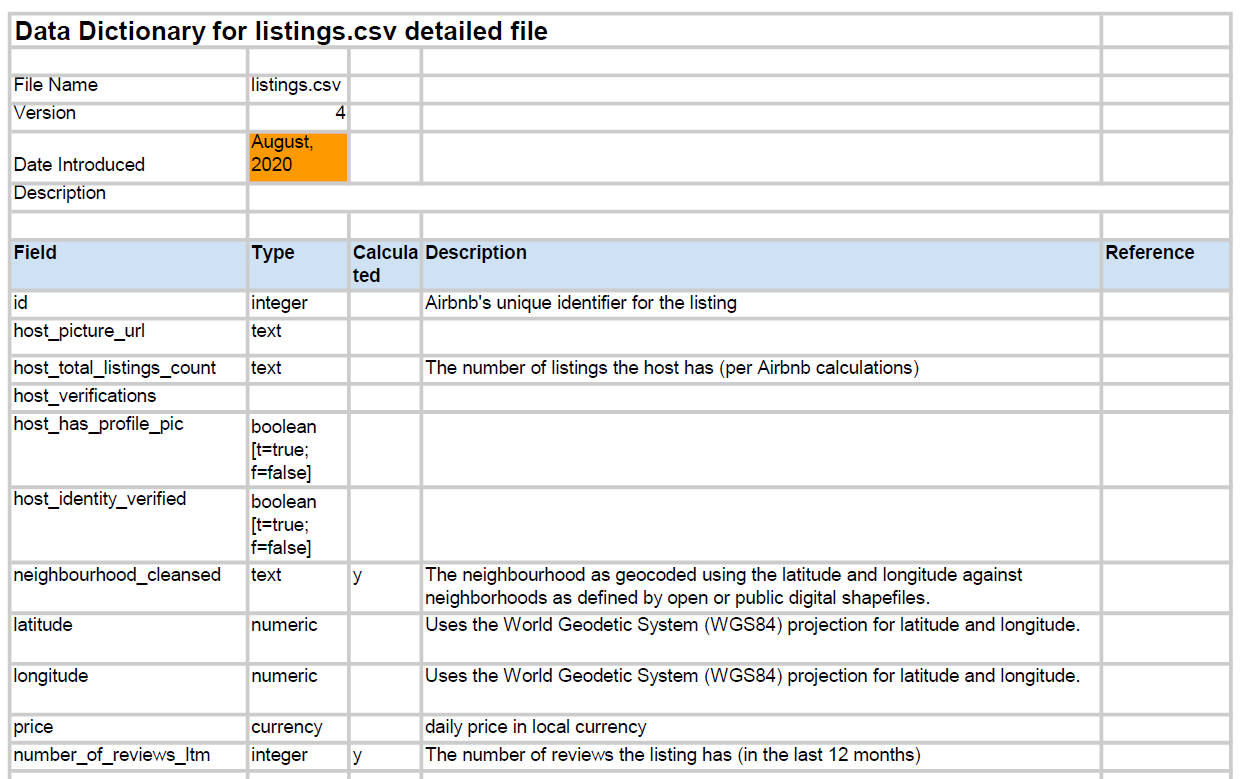 Data Dictionary for listings.csv detailed file
File Name listings.csv
Version 4
August,
Date Introduced 2020
Description
Field Type Calcula Description Reference
ted
id integer Airbnb's unique identifier for the listing
host_picture_url text
host_total_listings_count text The number of listings the host has (per Airbnb calculations)
host_verifications
host_has_profile_pic boolean
[t=true;
f=false]
host_identity_verified boolean
[t=true;
f=false]
neighbourhood_cleansed text y The neighbourhood as geocoded using the latitude and longitude against
neighborhoods as defined by open or public digital shapefiles.
latitude numeric Uses the World Geodetic System (WGS84) projection for latitude and longitude.
longitude numeric Uses the World Geodetic System (WGS84) projection for latitude and longitude.
price currency daily price in local currency
number_of_reviews_ltm integer y The number of reviews the listing has (in the last 12 months)